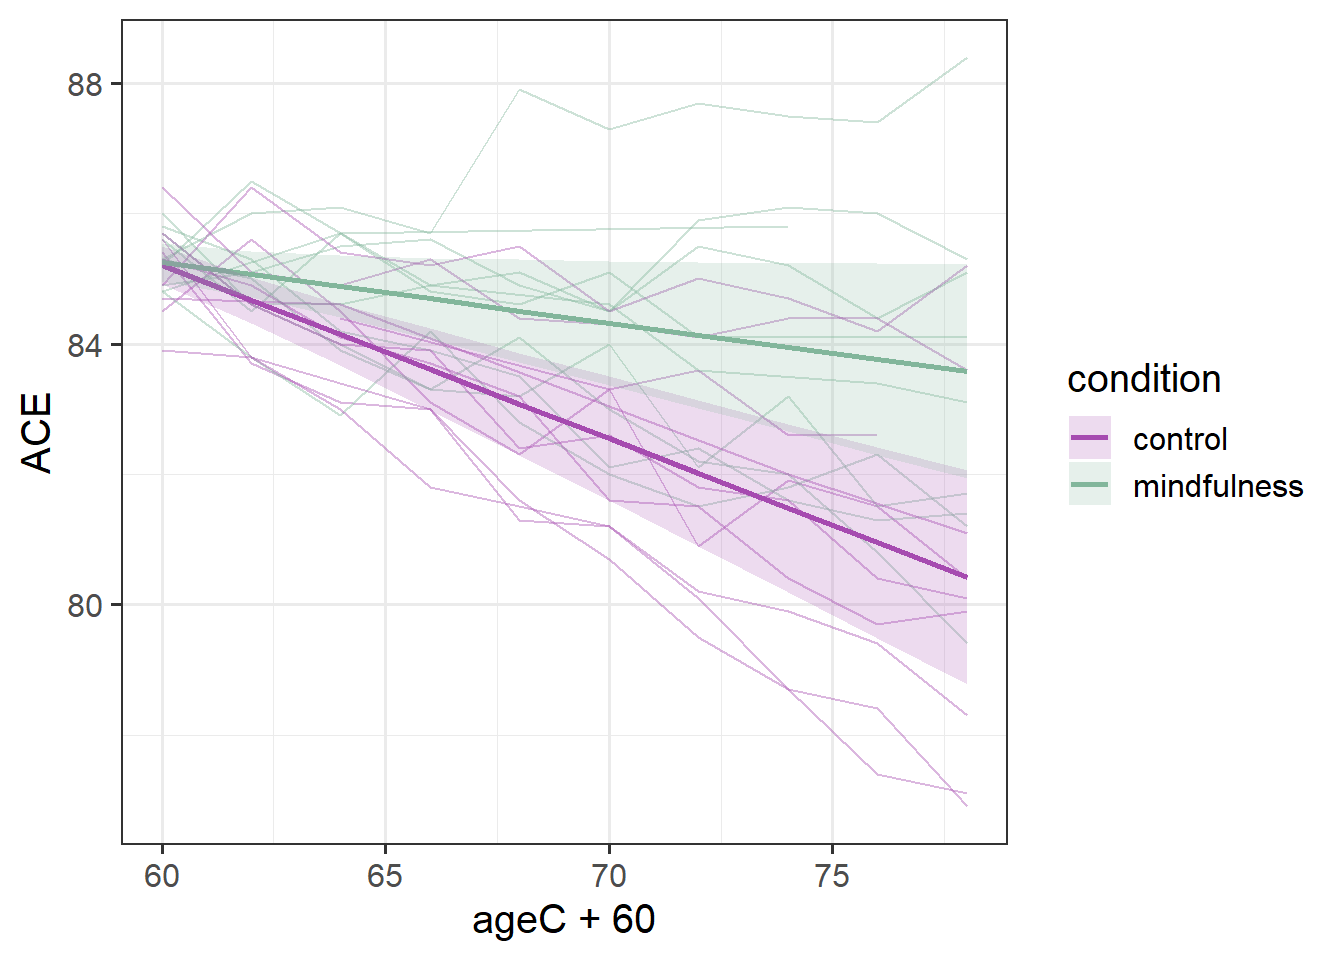 88
84
80
ACE
60 65 70 75
ageC + 60
condition
control
mindfulness